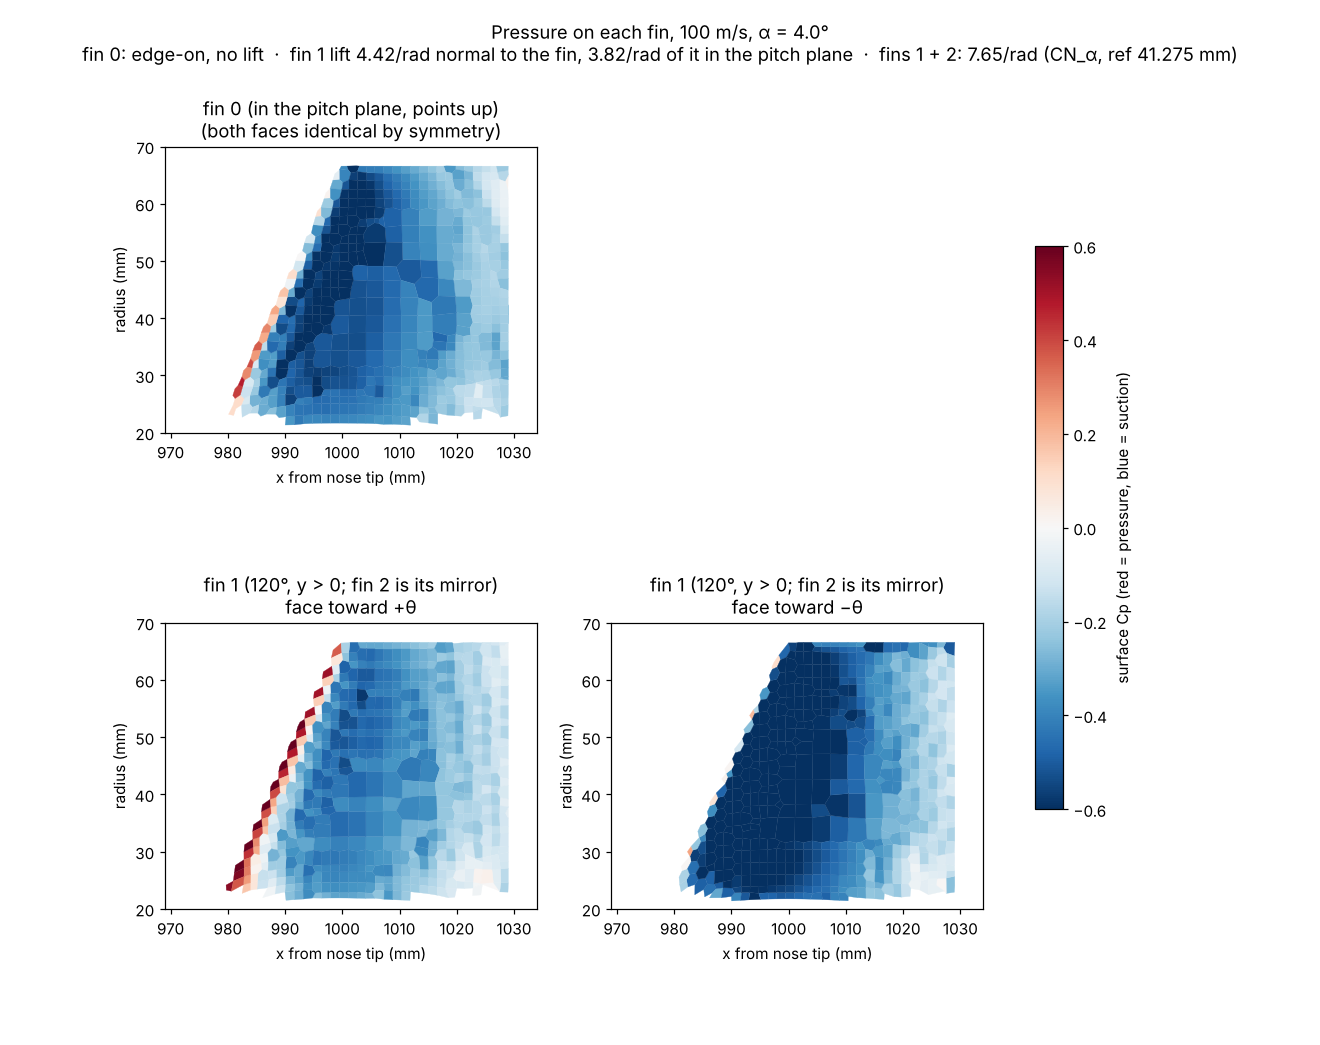 Pressure on each fin, 100 m/s, α = 4.0°
fin 0: edge-on, no lift · fin 1 lift 4.42/rad normal to the fin, 3.82/rad of it in the pitch plane · fins 1 + 2: 7.65/rad (CN_α, ref 41.275 mm)
fin 0 (in the pitch plane, points up)
(both faces identical by symmetry)
70
60
50
40
30
20
radius (mm)
970 980 990 1000 1010 1020 1030
x from nose tip (mm)
0.6
0.4
0.2
0.0
−0.2
−0.4
−0.6
surface Cp (red = pressure, blue = suction)
fin 1 (120°, y > 0; fin 2 is its mirror)
face toward +θ
70
60
50
40
30
20
radius (mm)
970 980 990 1000 1010 1020 1030
x from nose tip (mm)
fin 1 (120°, y > 0; fin 2 is its mirror)
face toward −θ
70
60
50
40
30
20
radius (mm)
970 980 990 1000 1010 1020 1030
x from nose tip (mm)